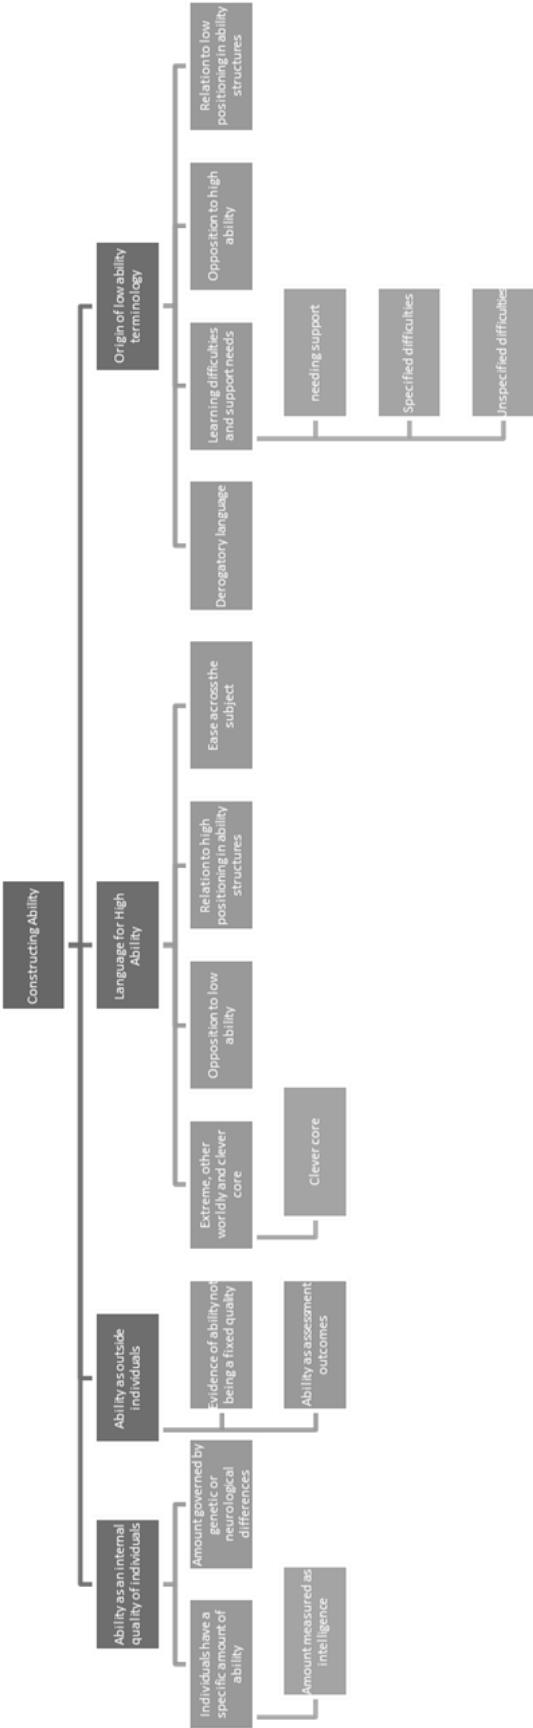 Constructing Ability
Ability as an internal
quality of individuals
Individuals have a
specific amount of
ability
Amount measured as
intelligence
Amount governed by
genetic or
neurological
differences
Ability as outside
individuals
Evidence of ability not
being a fixed quality
Ability as assessment
outcomes
Language for High
Ability
Extreme, other
worldly and clever
core
Clever core
Opposition to low
ability
Relation to high
positioning in ability
structures
Ease across the
subject
Origin of low ability
terminology
Derogatory language
Learning difficulties
and support needs
needing support
Specified difficulties
Unspecified difficulties
Opposition to high
ability
Relation to low
positioning in ability
structures